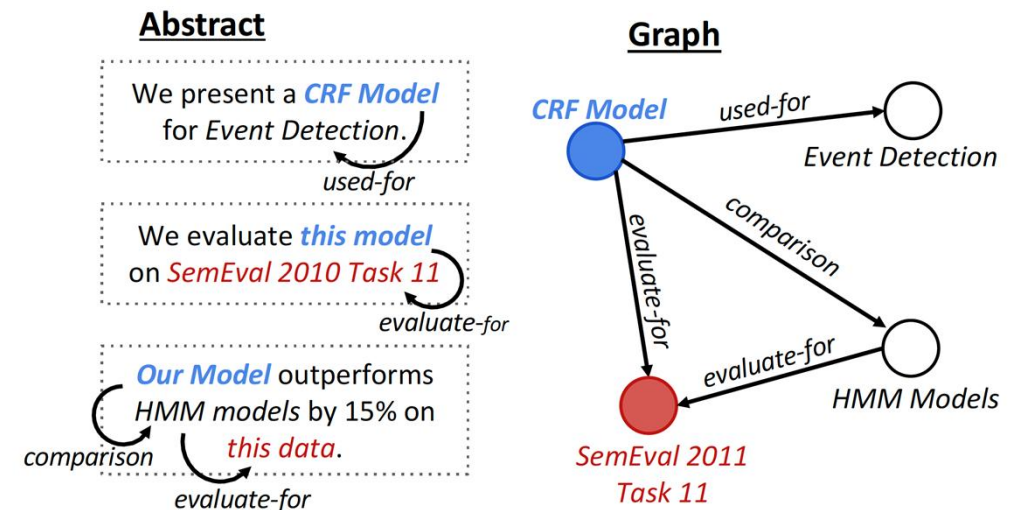 Abstract
We present a CRF Model
for Event Detection.
used-for
We evaluate this model
on SemEval 2010 Task 11
evaluate-for
Our Model outperforms
HMM models by 15% on
this data.
comparison
evaluate-for
Graph
CRF Model
used-for
Event Detection
comparison
evaluate-for
evaluate-for
HMM Models
SemEval 2011
Task 11